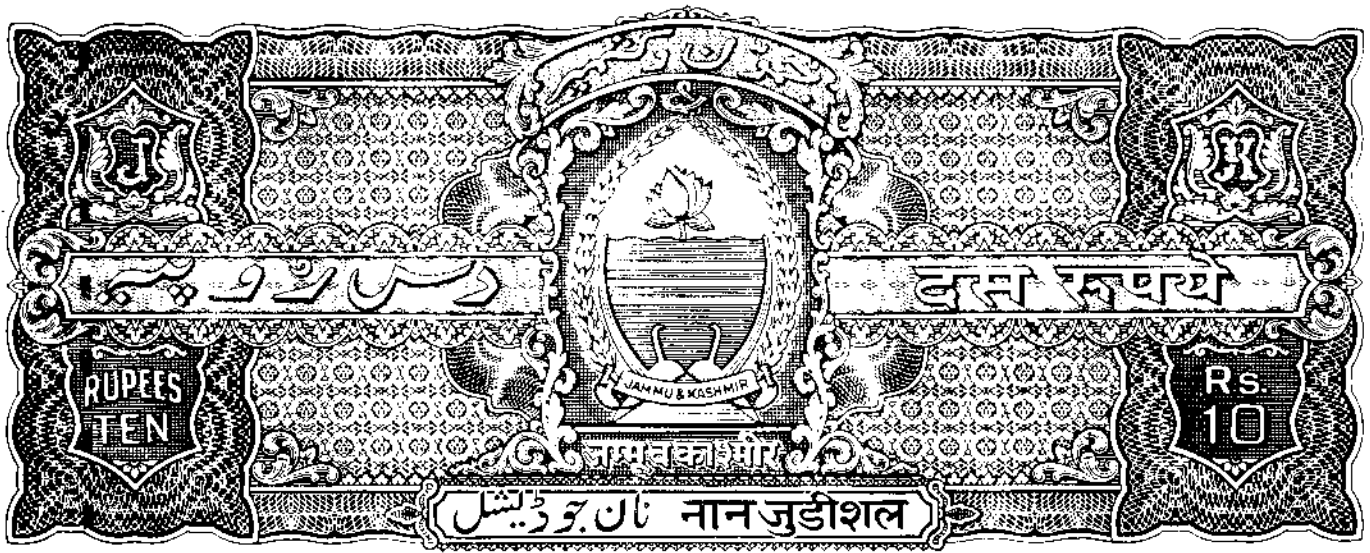 جموں و کشمیر
J K
دس روپیہ दस रूपये
RUPEES
TEN
Rs.
10
JAMMU & KASHMIR
जम्मू व काश्मीर
نان جوڈیشل नान जुडीशल